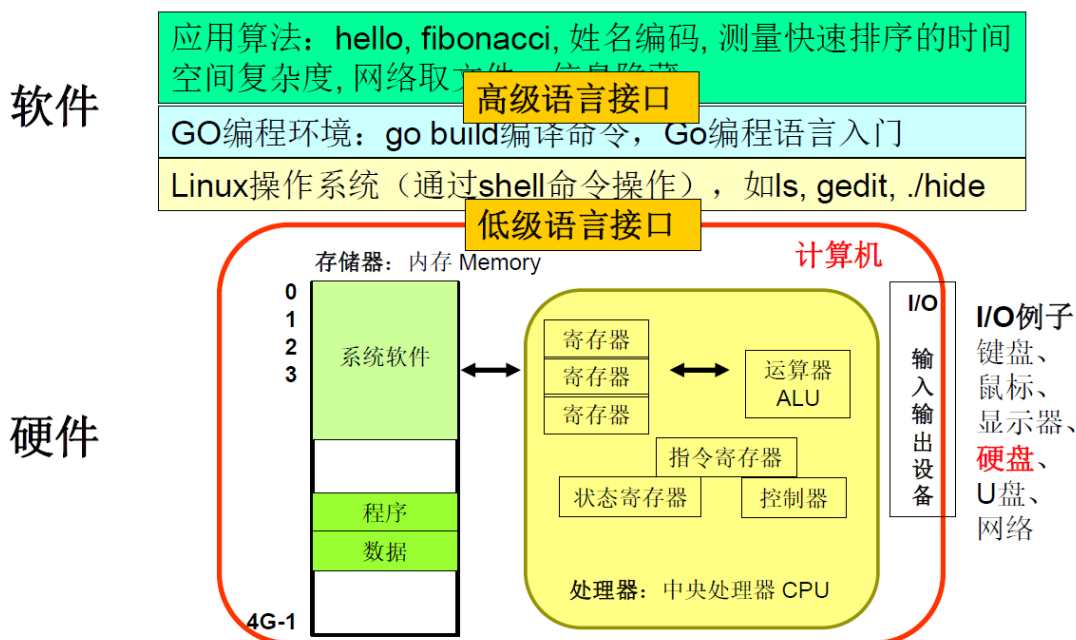 软件
应用算法：hello, fibonacci, 姓名编码, 测量快速排序的时间
空间复杂度, 网络取文件
高级语言接口
GO编程环境：go build编译命令，Go编程语言入门
Linux操作系统（通过shell命令操作），如ls, gedit, ./hide
低级语言接口
硬件
计算机
存储器：内存 Memory
0
1
2
3
4G-1
系统软件
程序
数据
寄存器
寄存器
寄存器
运算器
ALU
指令寄存器
状态寄存器
控制器
处理器：中央处理器 CPU
I/O
输
入
输
出
设
备
I/O例子
键盘、
鼠标、
显示器、
硬盘、
U盘、
网络